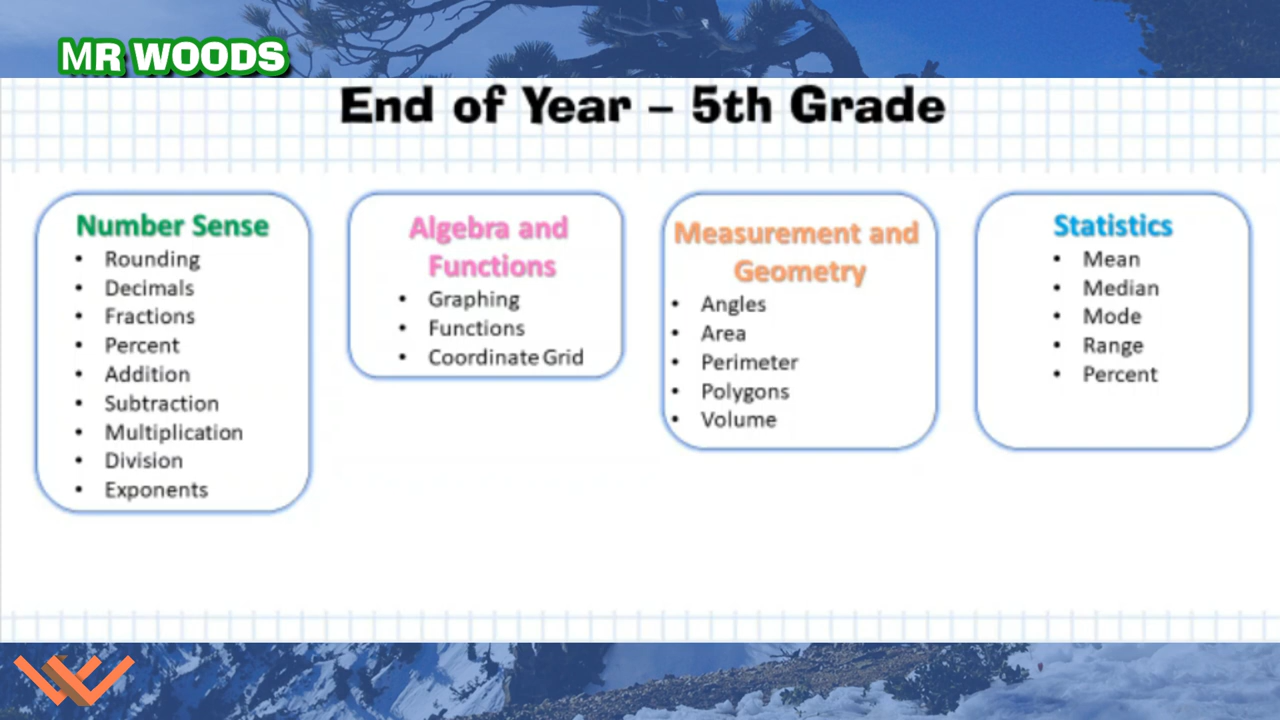 MR WOODS
End of Year – 5th Grade
Number Sense
• Rounding
• Decimals
• Fractions
• Percent
• Addition
• Subtraction
• Multiplication
• Division
• Exponents
Algebra and
Functions
• Graphing
• Functions
• Coordinate Grid
Measurement and
Geometry
• Angles
• Area
• Perimeter
• Polygons
• Volume
Statistics
• Mean
• Median
• Mode
• Range
• Percent